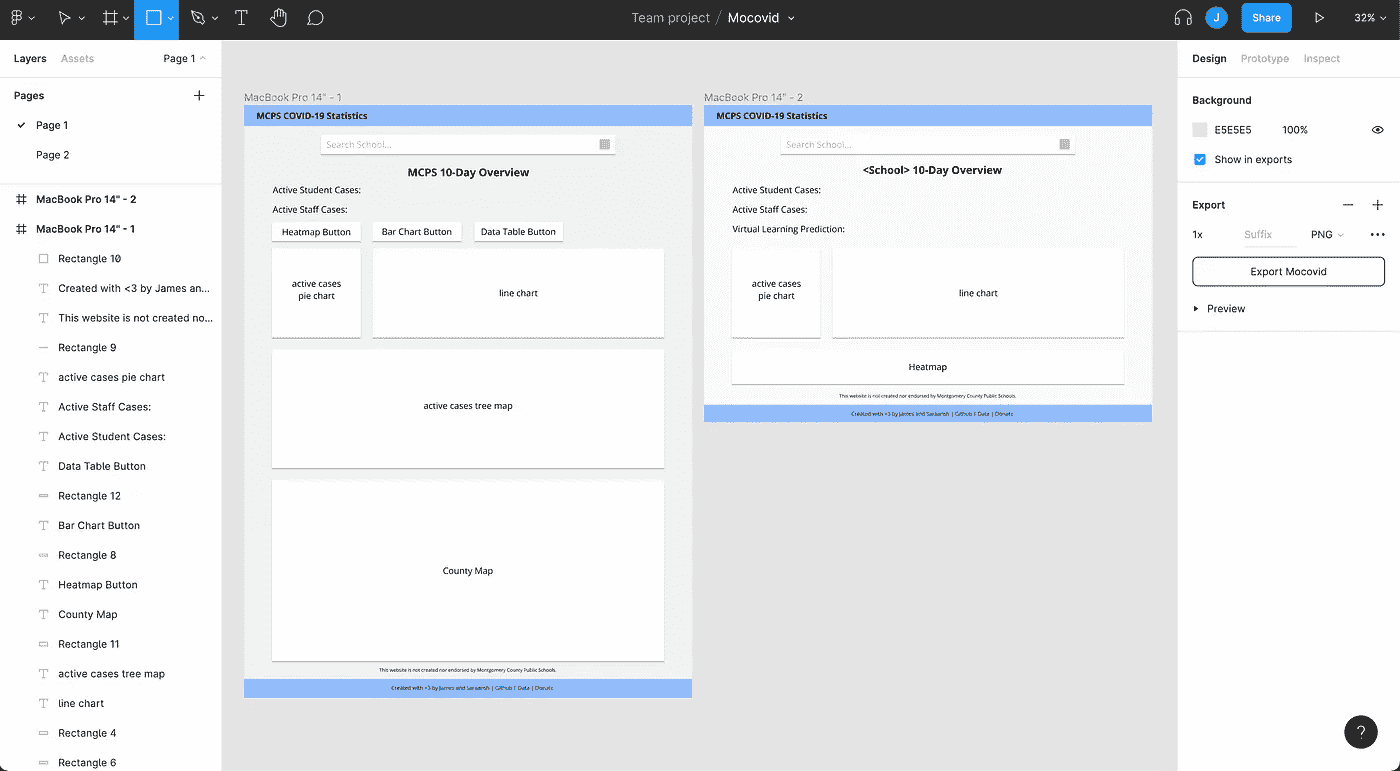 Team project / Mocovid
J
Share
32%
Layers
Assets
Page 1
Pages
Page 1
Page 2
MacBook Pro 14" - 2
MacBook Pro 14" - 1
Rectangle 10
Created with <3 by James an...
This website is not created no...
Rectangle 9
active cases pie chart
Active Staff Cases:
Active Student Cases:
Data Table Button
Rectangle 12
Bar Chart Button
Rectangle 8
Heatmap Button
County Map
Rectangle 11
active cases tree map
line chart
Rectangle 4
Rectangle 6
MacBook Pro 14" - 1
MCPS COVID-19 Statistics
Search School...
MCPS 10-Day Overview
Active Student Cases:
Active Staff Cases:
Heatmap Button
Bar Chart Button
Data Table Button
active cases
pie chart
line chart
active cases tree map
County Map
This website is not created nor endorsed by Montgomery County Public Schools.
Created with <3 by James and | Github | Data | Donate
MacBook Pro 14" - 2
MCPS COVID-19 Statistics
Search School...
<School> 10-Day Overview
Active Student Cases:
Active Staff Cases:
Virtual Learning Prediction:
active cases
pie chart
line chart
Heatmap
This website is not created nor endorsed by Montgomery County Public Schools.
Created with <3 by James and | Github | Data | Donate
Design
Prototype
Inspect
Background
E5E5E5
100%
Show in exports
Export
1x
Suffix
PNG
Export Mocovid
Preview
?